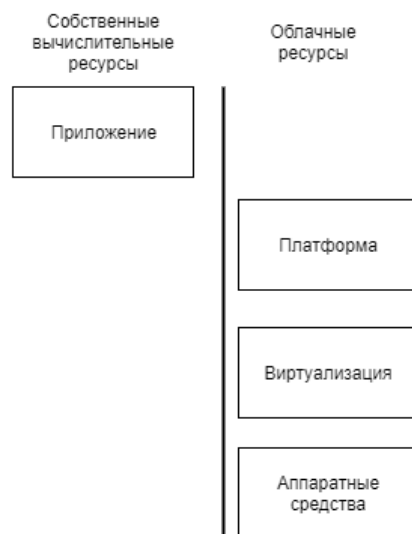 Собственные
вычислительные
ресурсы
Облачные
ресурсы
Приложение
Платформа
Виртуализация
Аппаратные
средства